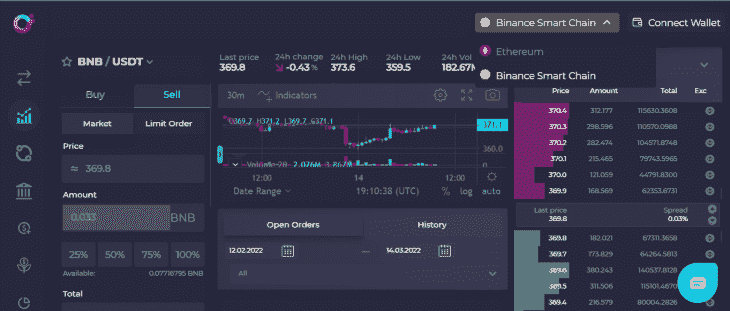 Binance Smart Chain
Connect Wallet
Ethereum
Binance Smart Chain
BNB / USDT
Last price
369.8
24h change
-0.43 %
24h High
373.6
24h Low
359.5
24h Vol
182.67M
Buy
Sell
Market
Limit Order
Price
≈ 369.8
Amount
0.033 BNB
25% 50% 75% 100%
Available: 0.07716795 BNB
Total
30m
Indicators
O369.7 H371.2 L369.7 C371.1
371.1
360.0
Volume 20 2.076M 3.867M
12:00 14 12:00
Date Range
19:10:38 (UTC)
% log auto
Open Orders
History
12.02.2022 — 14.03.2022
All
Price Amount Total Exc
370.4 312.177 115630.3608
370.3 298.596 110570.0988
370.2 282.474 104571.8748
370.1 215.465 79743.5965
370.0 121.059 44791.8300
369.9 168.569 62353.6731
Last price
369.8
Spread
0.03%
369.8 182.021 67311.3658
369.7 173.829 64264.5813
369.6 380.243 140537.8128
369.5 311.506 115101.4670
369.4 216.579 80004.2826